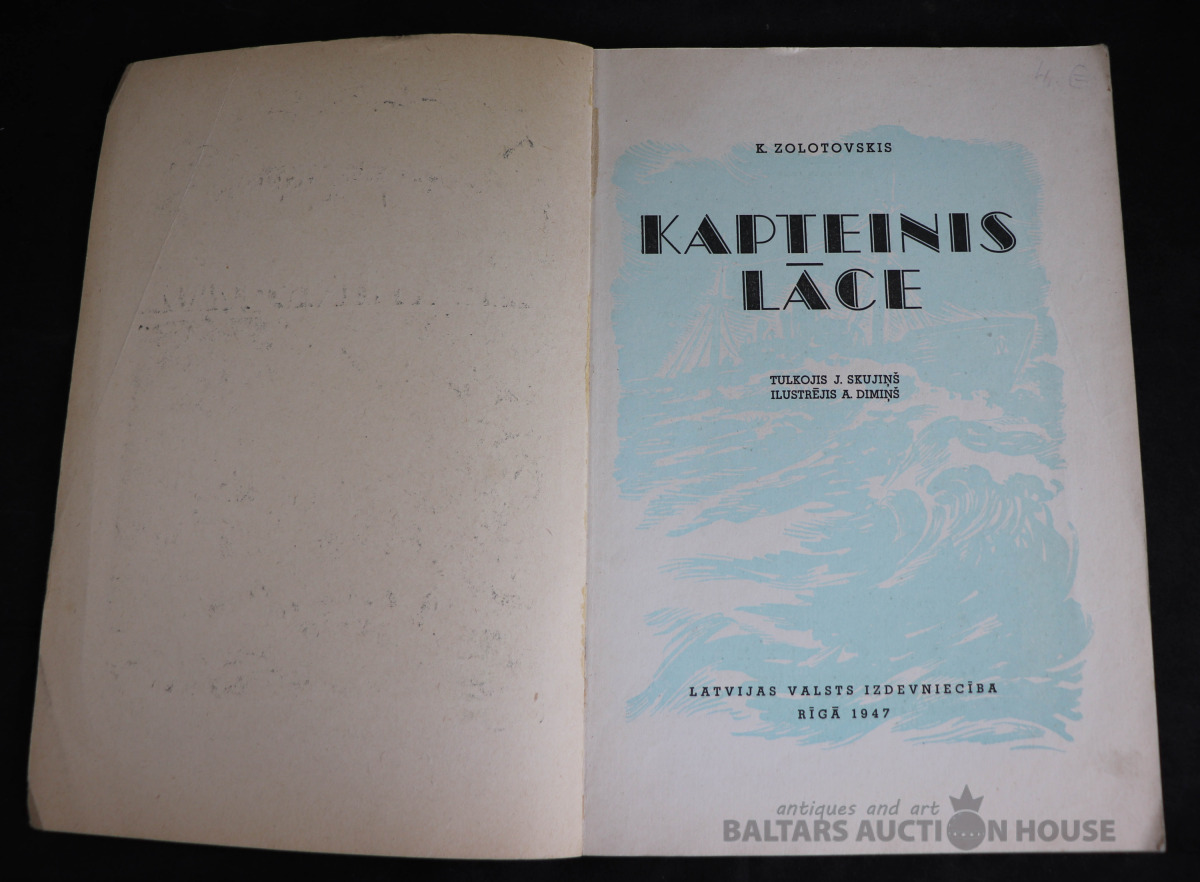 K. ZOLOTOVSKIS
KAPTEINIS
LĀCE
TULKOJIS J. SKUJIŅŠ
ILUSTRĒJIS A. DIMIŅŠ
LATVIJAS VALSTS IZDEVNIECĪBA
RĪGĀ 1947
antiques and art
BALTARS AUCTION HOUSE